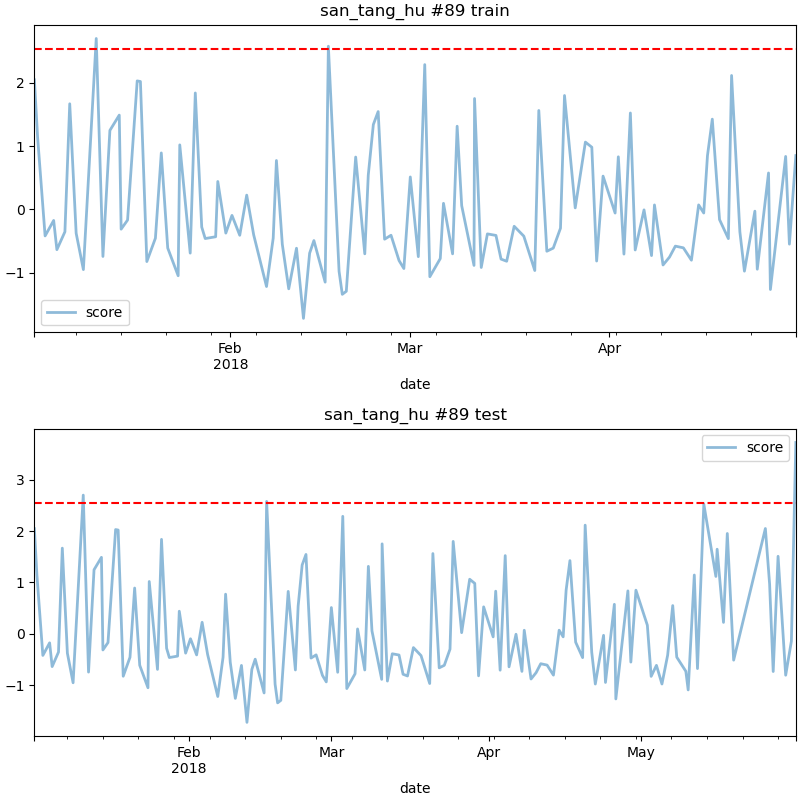 san_tang_hu #89 train
2
1
0
−1
score
Feb
2018
Mar
Apr
date
san_tang_hu #89 test
score
3
2
1
0
−1
Feb
2018
Mar
Apr
May
date